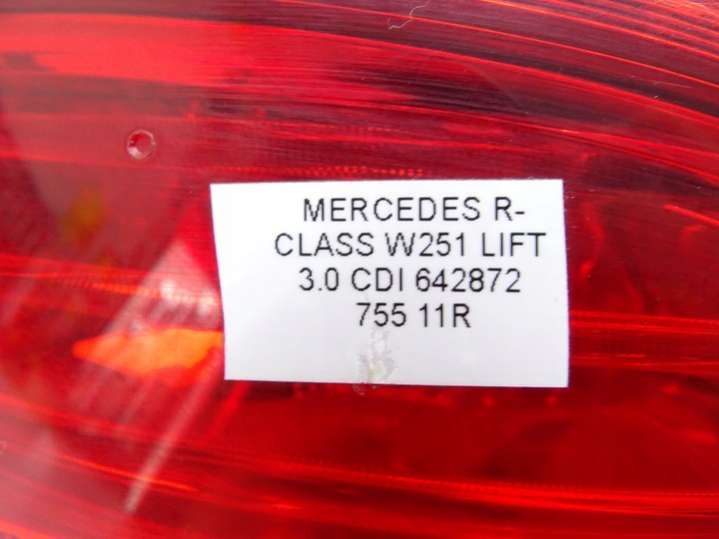 MERCEDES R-
CLASS W251 LIFT
3.0 CDI 642872
755 11R